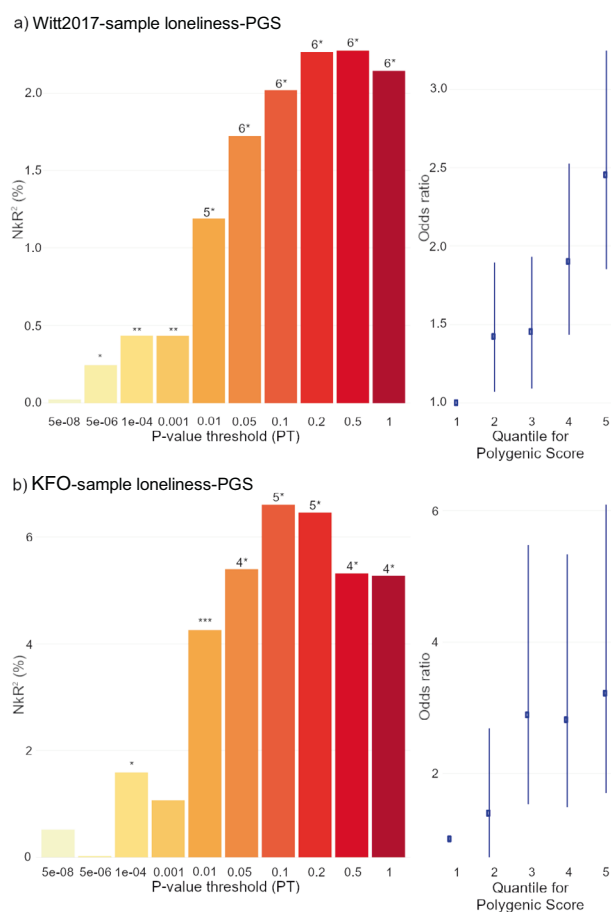 a) Witt2017-sample loneliness-PGS
NkR² (%)
2.0
1.5
1.0
0.5
0.0
*
**
**
5*
6*
6*
6*
6*
6*
5e-08 5e-06 1e-04 0.001 0.01 0.05 0.1 0.2 0.5 1
P-value threshold (PT)
Odds ratio
3.0
2.5
2.0
1.5
1.0
1 2 3 4 5
Quantile for
Polygenic Score
b) KFO-sample loneliness-PGS
NkR² (%)
6
4
2
0
*
***
4*
5*
5*
4*
4*
5e-08 5e-06 1e-04 0.001 0.01 0.05 0.1 0.2 0.5 1
P-value threshold (PT)
Odds ratio
6
4
2
1 2 3 4 5
Quantile for
Polygenic Score